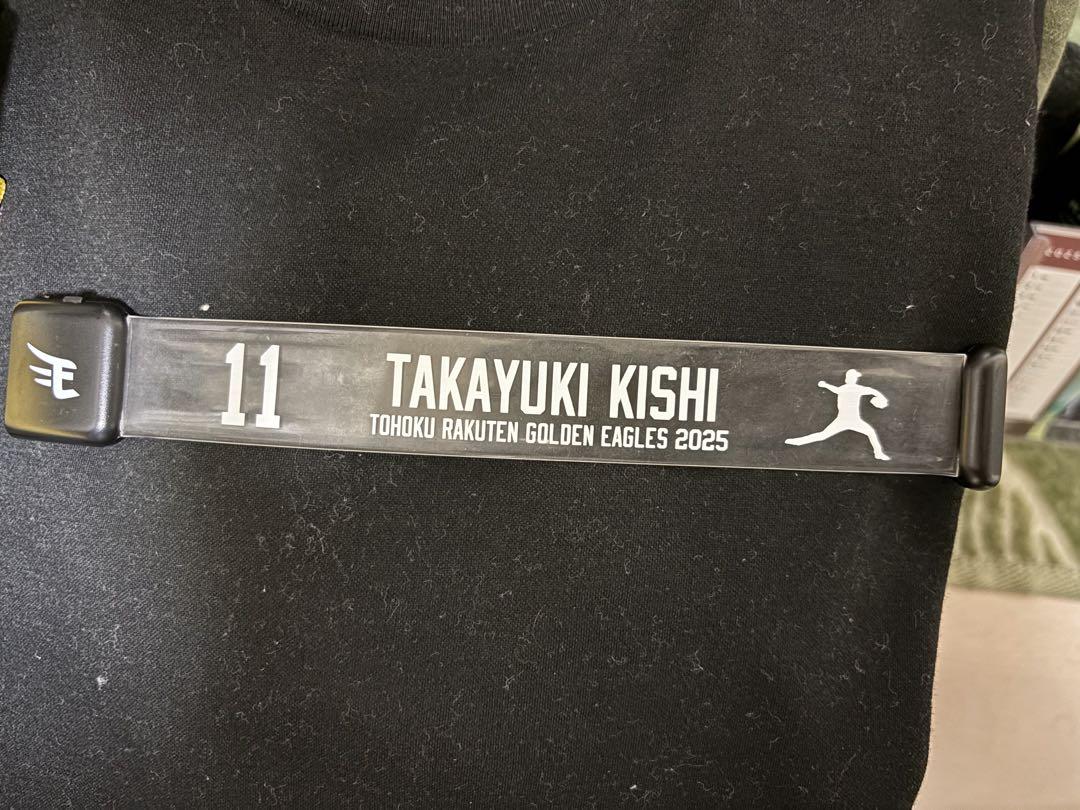 E
11
TAKAYUKI KISHI
TOHOKU RAKUTEN GOLDEN EAGLES 2025